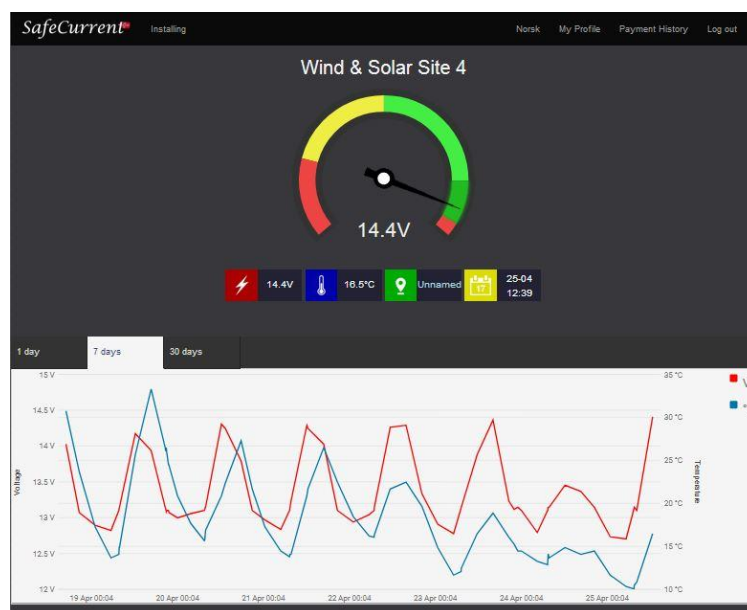 SafeCurrent Installing Norsk My Profile Payment History Log out
Wind & Solar Site 4
14.4V
14.4V 16.5°C Unnamed 17 25-04
12:39
1 day 7 days 30 days
15 V 35 °C
14.5 V 30 °C
14 V 25 °C
13.5 V 20 °C
13 V 15 °C
12.5 V 10 °C
12 V
Voltage
Temperature
19 Apr 00:04 20 Apr 00:04 21 Apr 00:04 22 Apr 00:04 23 Apr 00:04 24 Apr 00:04 25 Apr 00:04